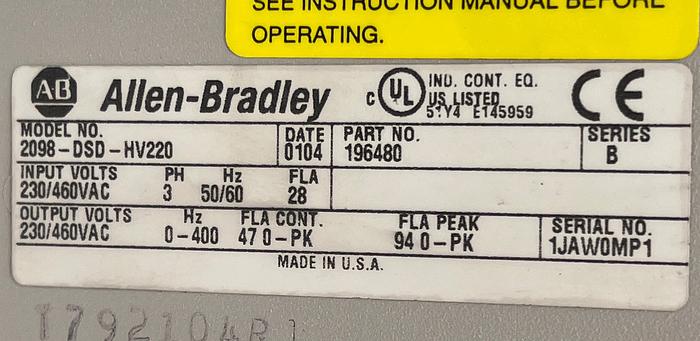 SEE INSTRUCTION MANUAL BEFORE
OPERATING.
AB Allen-Bradley C UL IND. CONT. EQ.
US LISTED
51Y4 E145959
CE
MODEL NO. DATE PART NO. SERIES
2098-DSD-HV220 0104 196480 B
INPUT VOLTS PH Hz FLA
230/460VAC 3 50/60 28
OUTPUT VOLTS Hz FLA CONT. FLA PEAK SERIAL NO.
230/460VAC 0-400 47 0-PK 94 0-PK 1JAW0MP1
MADE IN U.S.A.